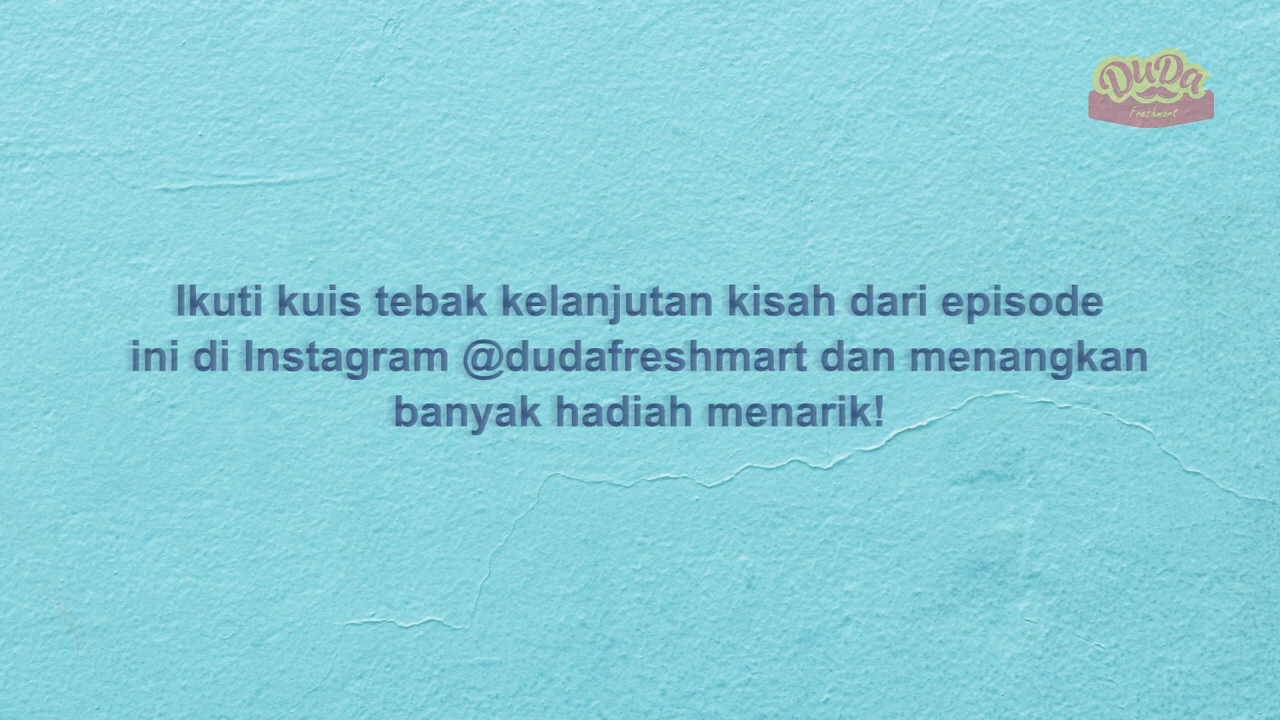 DuDa
Freshmart
Ikuti kuis tebak kelanjutan kisah dari episode
ini di Instagram @dudafreshmart dan menangkan
banyak hadiah menarik!